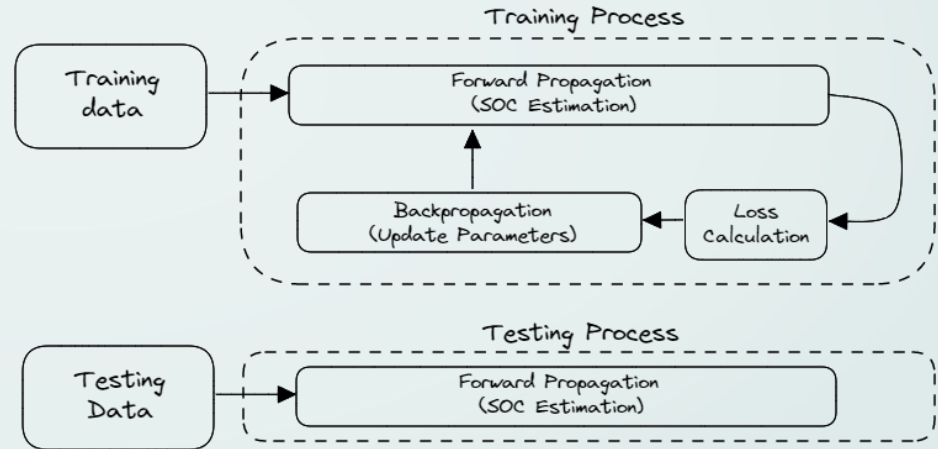 Training Process
Training
data
Forward Propagation
(SOC Estimation)
Backpropagation
(Update Parameters)
Loss
Calculation
Testing Process
Testing
Data
Forward Propagation
(SOC Estimation)